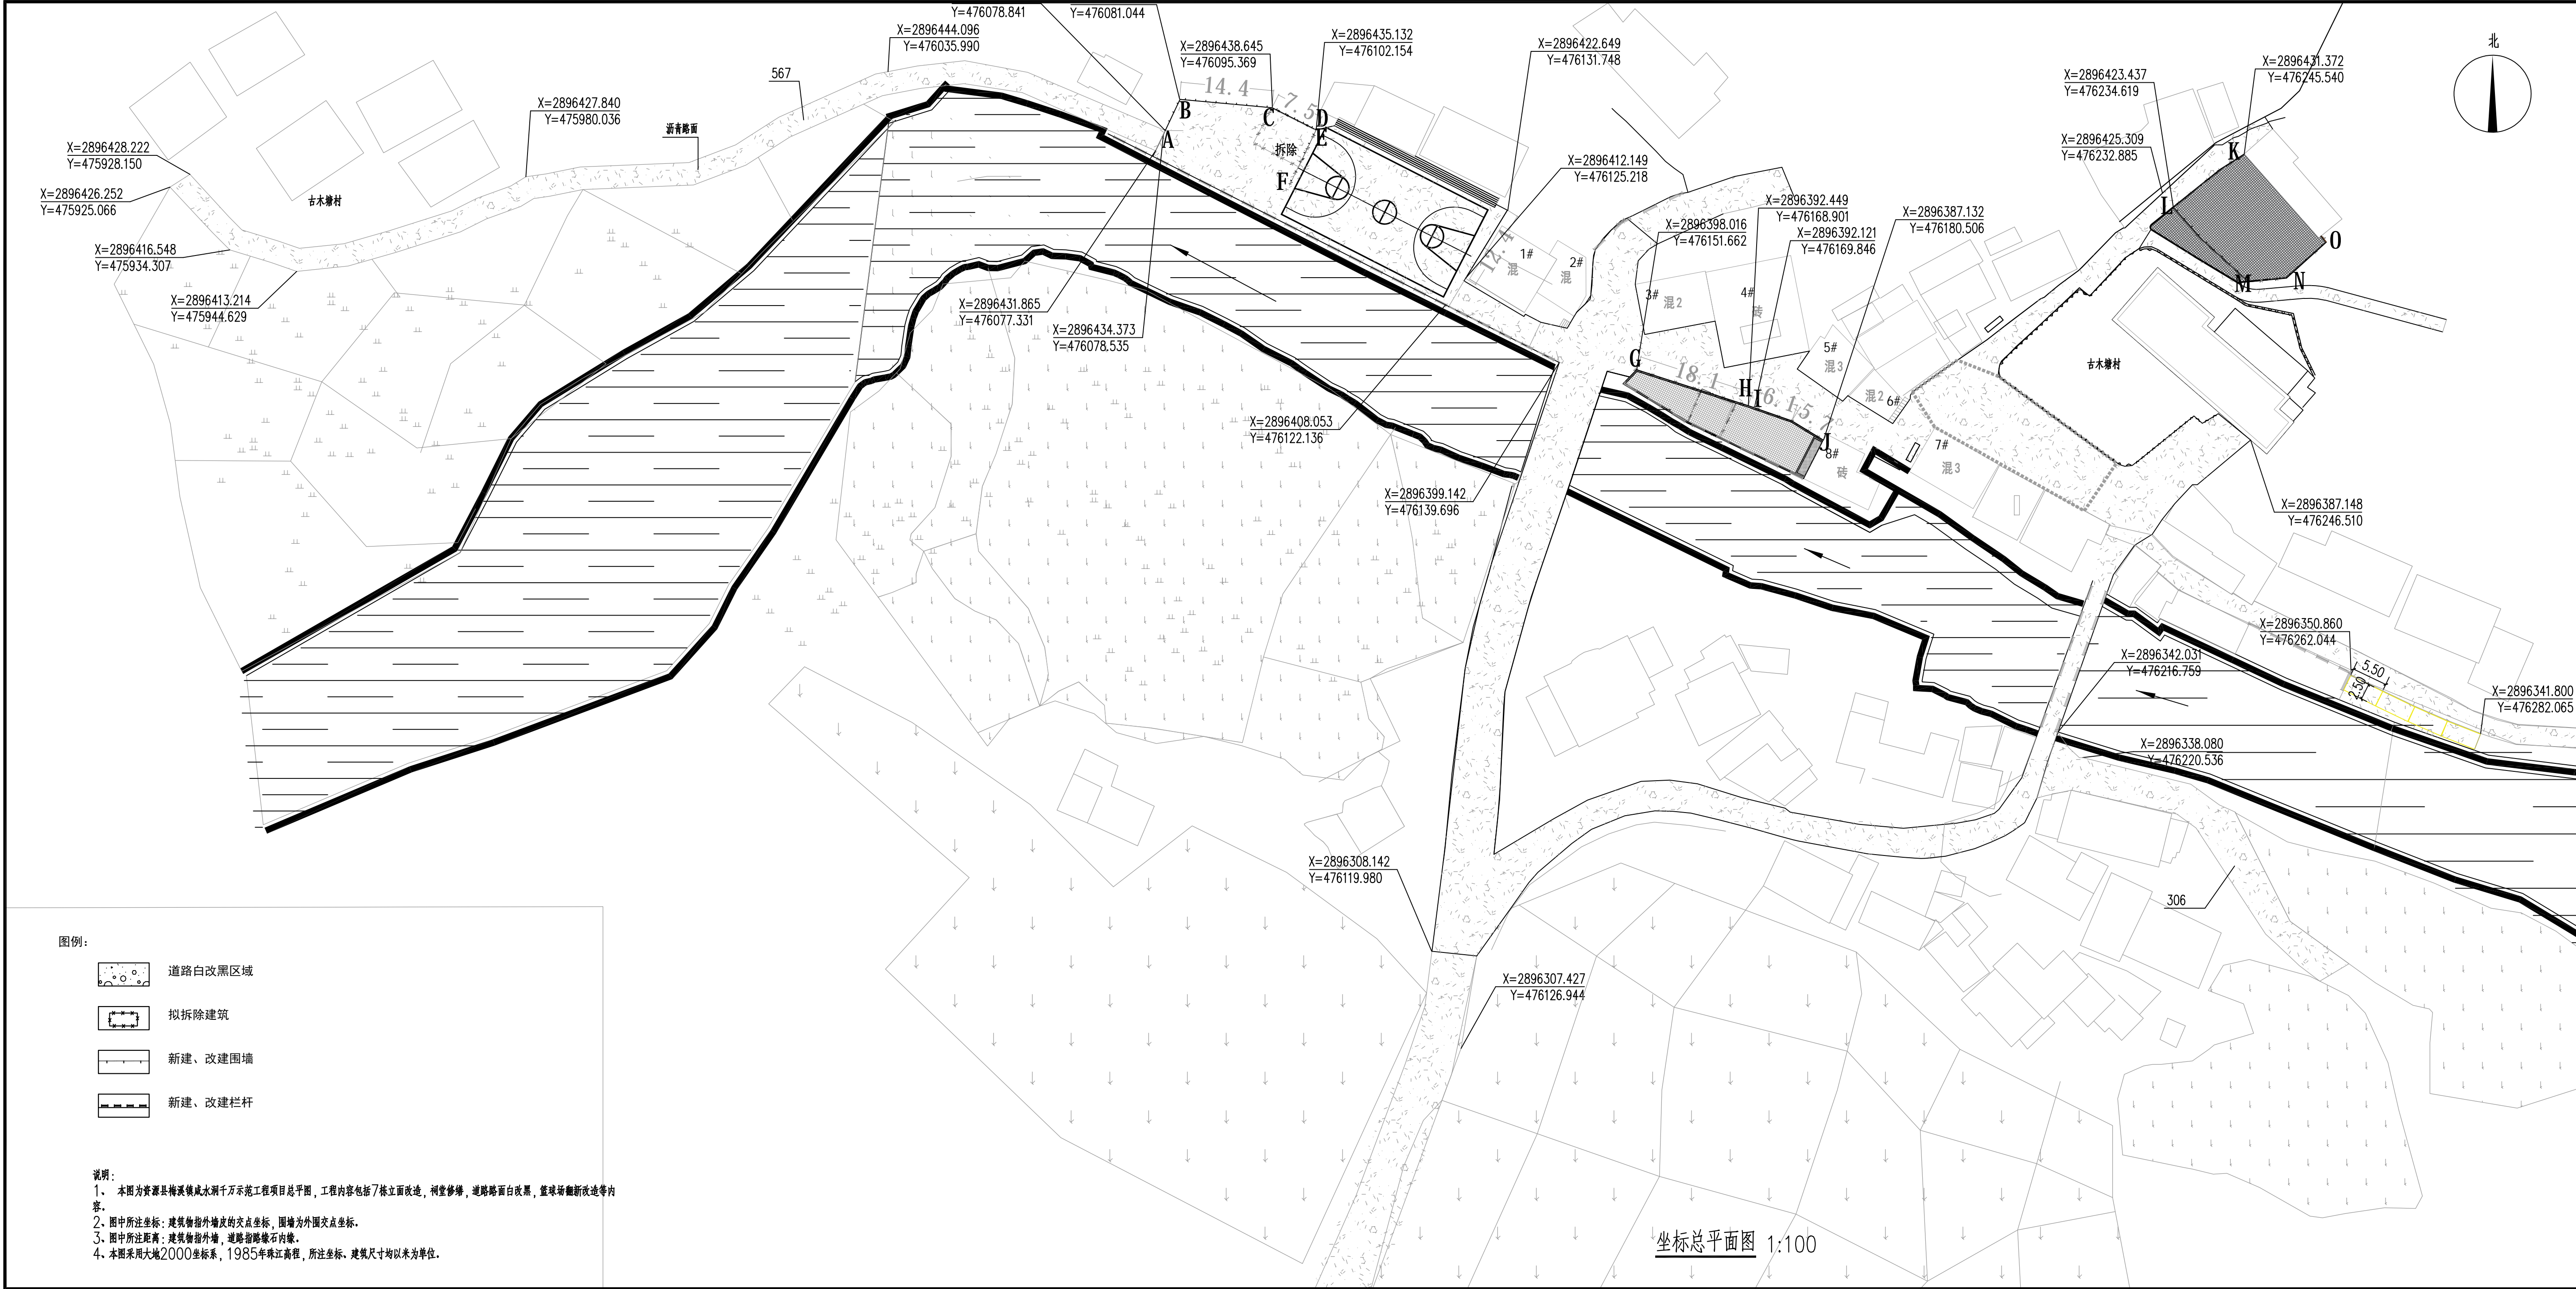 Y=476078.841
Y=476081.044
X=2896444.096
Y=476035.990
X=2896438.645
Y=476095.369
X=2896435.132
Y=476102.154
X=2896422.649
Y=476131.748
X=2896423.437
Y=476234.619
X=2896431.372
Y=476245.540
北
567
14.4
7.5
A
B
C
D
E
F
拆除
X=2896427.840
Y=475980.036
沥青路面
X=2896428.222
Y=475928.150
X=2896426.252
Y=475925.066
古木塘村
X=2896416.548
Y=475934.307
X=2896413.214
Y=475944.629
X=2896412.149
Y=476125.218
X=2896425.309
Y=476232.885
X=2896392.449
Y=476168.901
X=2896398.016
Y=476151.662
X=2896392.121
Y=476169.846
X=2896387.132
Y=476180.506
K
L
M
N
O
12.4
1#
混
2#
混
3#
混2
4#
砖
5#
混3
混2
6#
7#
混3
8#
砖
G
18.1
H
I
6.1
5.7
J
古木塘村
X=2896431.865
Y=476077.331
X=2896434.373
Y=476078.535
X=2896408.053
Y=476122.136
X=2896399.142
Y=476139.696
X=2896387.148
Y=476246.510
X=2896350.860
Y=476262.044
5.50
2.50
X=2896342.031
Y=476216.759
X=2896341.800
Y=476282.065
X=2896338.080
Y=476220.536
X=2896308.142
Y=476119.980
306
X=2896307.427
Y=476126.944
图例：
道路白改黑区域
拟拆除建筑
新建、改建围墙
新建、改建栏杆
说明：
1、 本图为资源县梅溪镇咸水洞千万示范工程项目总平图，工程内容包括7栋立面改造，祠堂修缮，道路路面白改黑，篮球场翻新改造等内
容。
2、图中所注坐标：建筑物指外墙皮的交点坐标，围墙为外围交点坐标。
3、图中所注距离：建筑物指外墙，道路指路缘石内缘。
4、本图采用大地2000坐标系，1985年珠江高程，所注坐标、建筑尺寸均以米为单位。
坐标总平面图 1:100